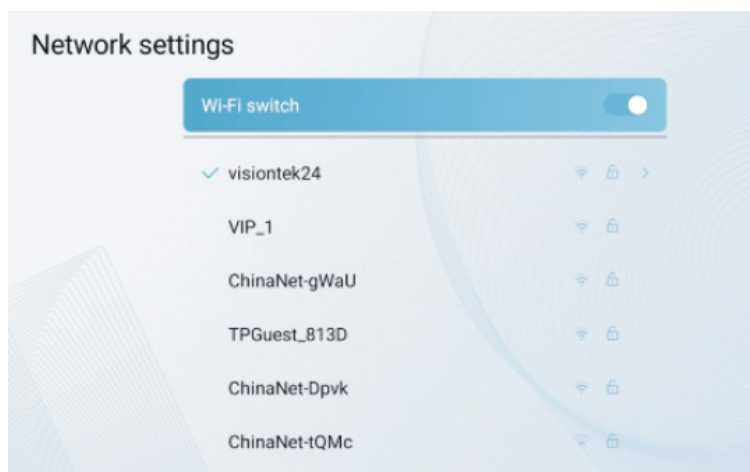 Network settings
Wi-Fi switch
visiontek24
VIP_1
ChinaNet-gWaU
TPGuest_813D
ChinaNet-Dpvk
ChinaNet-tQMc